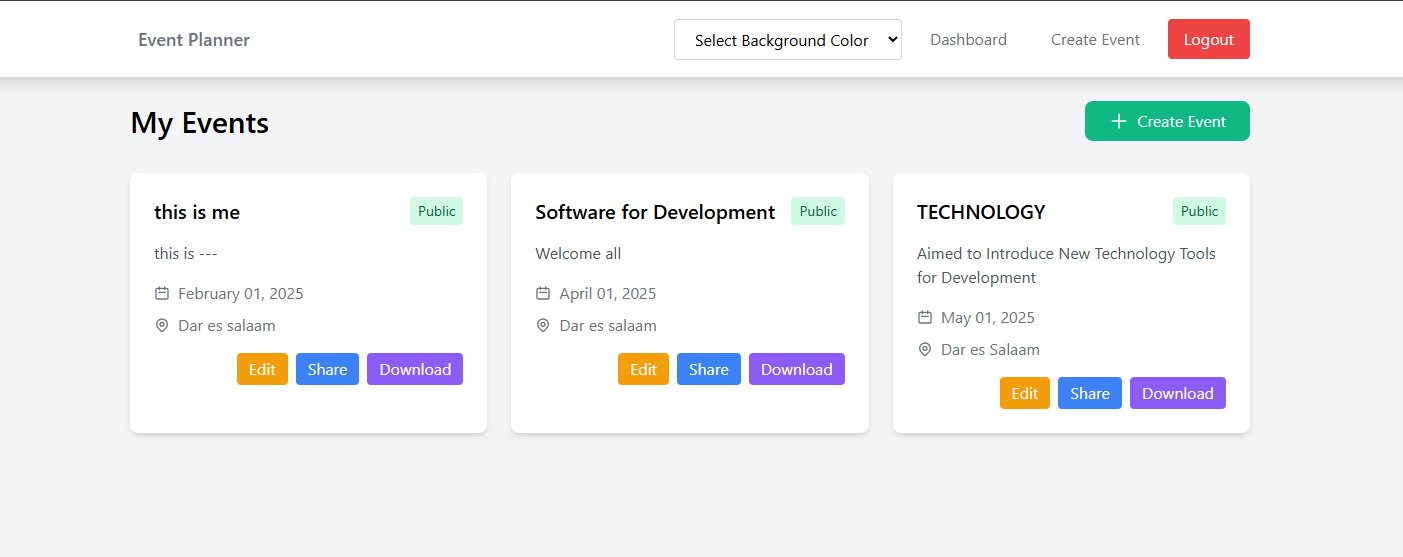 Event Planner
Select Background Color
Dashboard
Create Event
Logout
My Events
Create Event
this is me
Public
this is ---
February 01, 2025
Dar es salaam
Edit
Share
Download
Software for Development
Public
Welcome all
April 01, 2025
Dar es salaam
Edit
Share
Download
TECHNOLOGY
Public
Aimed to Introduce New Technology Tools
for Development
May 01, 2025
Dar es Salaam
Edit
Share
Download